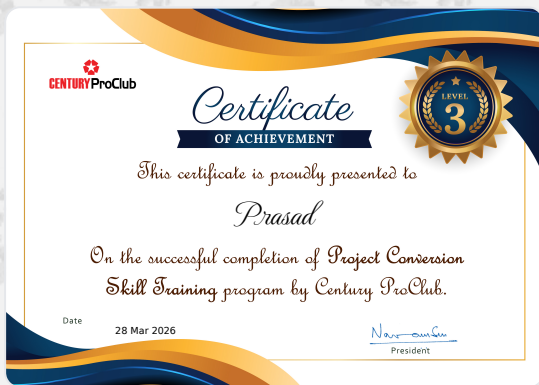 CENTURY ProClub
Certificate
OF ACHIEVEMENT
LEVEL
3
This certificate is proudly presented to
Prasad
On the successful completion of Project Conversion
Skill Training program by Century ProClub.
Date
28 Mar 2026
President